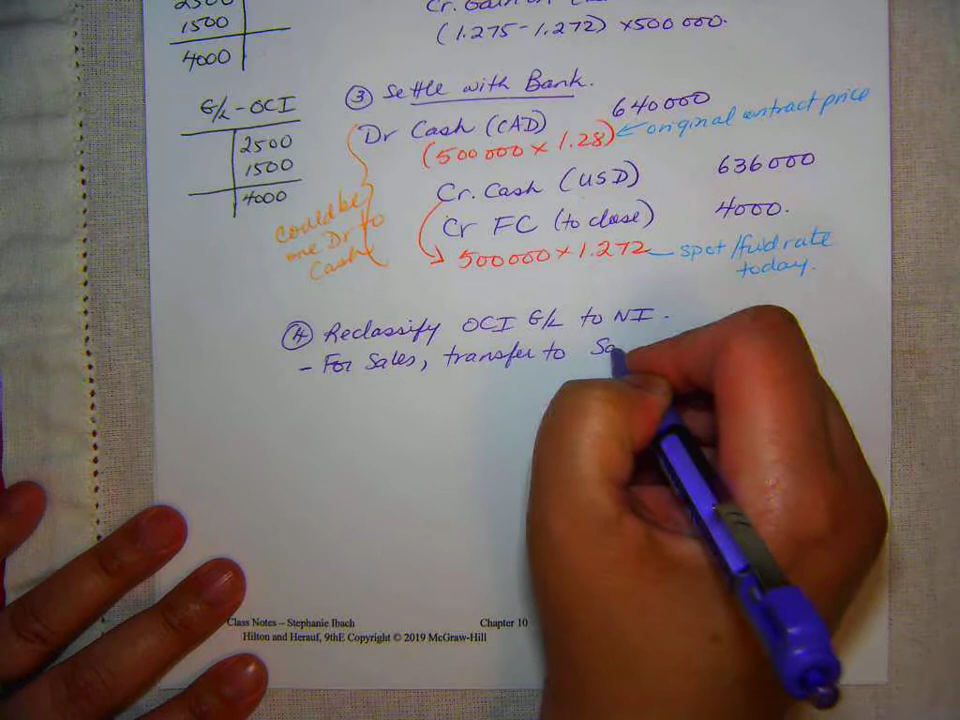 2500
1500
4000
Cr. Gain on
(1.275-1.272) x500 000.
G/L - OCI
2500
1500
4000
③ Settle with Bank.
Dr Cash (CAD) 640000
(500000 x 1.28) ← original contract price
Cr. Cash (USD) 636000
Cr FC (to close) 4000.
500000 x 1.272 ← spot/fwd rate
today.
could be
one Dr to
Cash
④ Reclassify OCI G/L to NI.
- For Sales, transfer to Sa
Class Notes – Stephanie Ibach Chapter 10
Hilton and Herauf, 9thE Copyright © 2019 McGraw-Hill